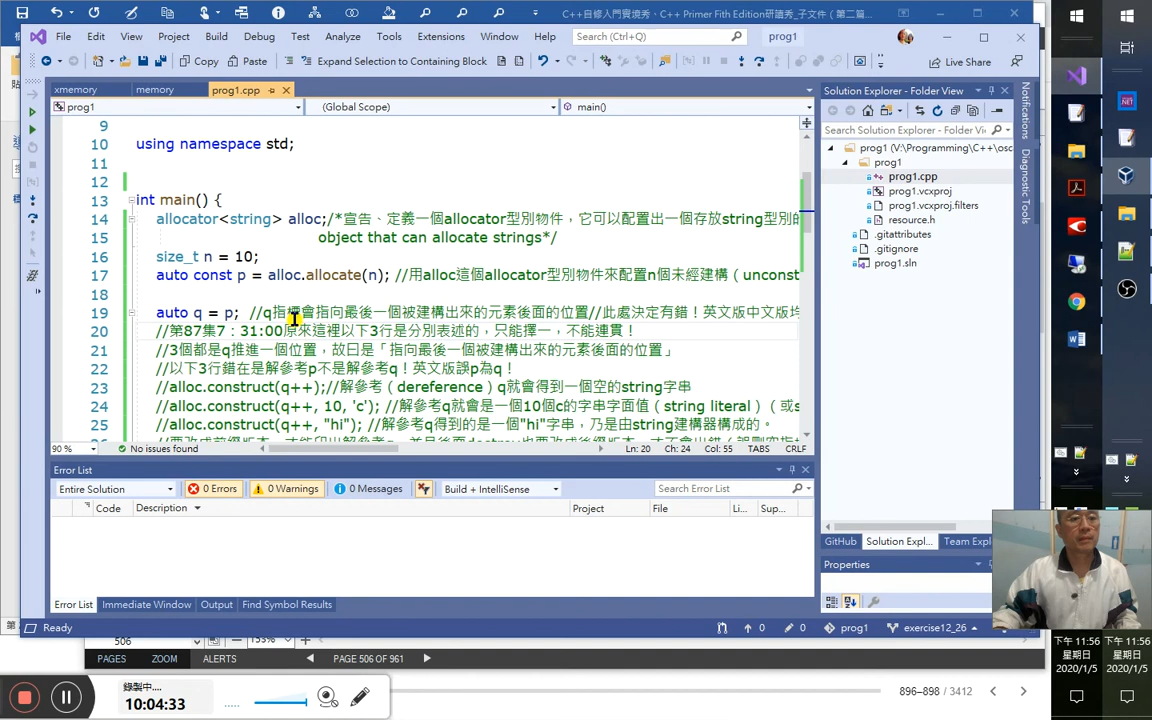 C++自修入門實境秀、C++ Primer Fith Edition研讀秀_子文件（第二篇
File Edit View Project Build Debug Test Analyze Tools Extensions Window Help Search (Ctrl+Q) prog1
Copy Paste Expand Selection to Containing Block Live Share
xmemory memory prog1.cpp
prog1 (Global Scope) main()
9
10 using namespace std;
11
12
13 int main() {
14 allocator<string> alloc;/*宣告、定義一個allocator型別物件，它可以配置出一個存放string型別的
15 object that can allocate strings*/
16 size_t n = 10;
17 auto const p = alloc.allocate(n); //用alloc這個allocator型別物件來配置n個未經建構（unconst
18
19 auto q = p; //q指標會指向最後一個被建構出來的元素後面的位置//此處決定有錯！英文版中文版均
20 //第87集7：31:00原來這裡以下3行是分別表述的，只能擇一，不能連貫！
21 //3個都是q推進一個位置，故曰是「指向最後一個被建構出來的元素後面的位置」
22 //以下3行錯在是解參考p不是解參考q！英文版誤p為q！
23 //alloc.construct(q++);//解參考（dereference）q就會得到一個空的string字串
24 //alloc.construct(q++, 10, 'c'); //解參考q就會是一個10個c的字串字面值（string literal）（或s
25 //alloc.construct(q++, "hi"); //解參考q得到的是一個"hi"字串，乃是由string建構器構成的。
90 % No issues found Ln: 20 Ch: 24 Col: 55 TABS CRLF
Error List
Entire Solution 0 Errors 0 Warnings 0 Messages Build + IntelliSense Search Error List
Code Description Project File Li... Sup...
Error List Immediate Window Output Find Symbol Results
Ready 0 0 prog1 exercise12_26
Solution Explorer - Folder View
Search Solution Explorer - Folder Vie
prog1 (V:\Programming\C++\osc
prog1
prog1.cpp
prog1.vcxproj
prog1.vcxproj.filters
resource.h
.gitattributes
.gitignore
prog1.sln
GitHub Solution Expl... Team Expl
Properties
Notifications
Diagnostic Tools
506 153%
PAGES ZOOM ALERTS PAGE 506 OF 961
錄製中....
10:04:33
896–898 / 3412
下午 11:56 下午 11:56
星期日 星期日
2020/1/5 2020/1/5